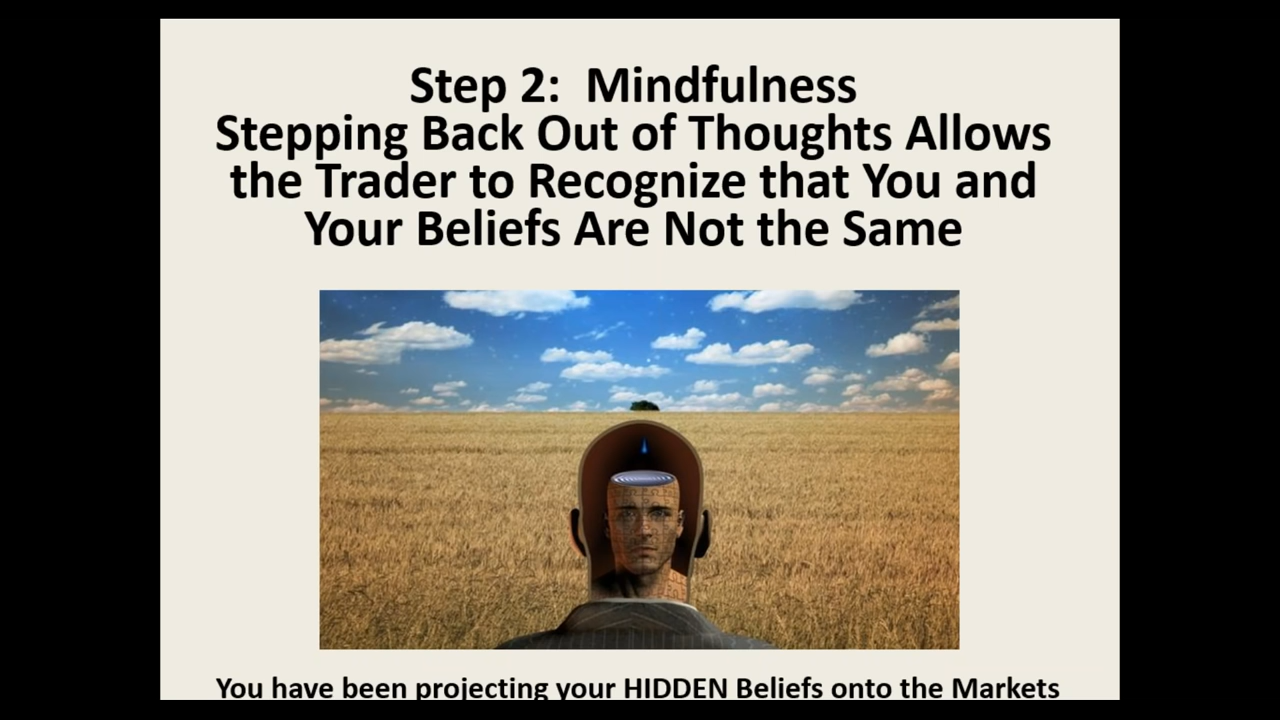 Step 2:  Mindfulness
Stepping Back Out of Thoughts Allows
the Trader to Recognize that You and
Your Beliefs Are Not the Same
You have been projecting your HIDDEN Beliefs onto the Markets